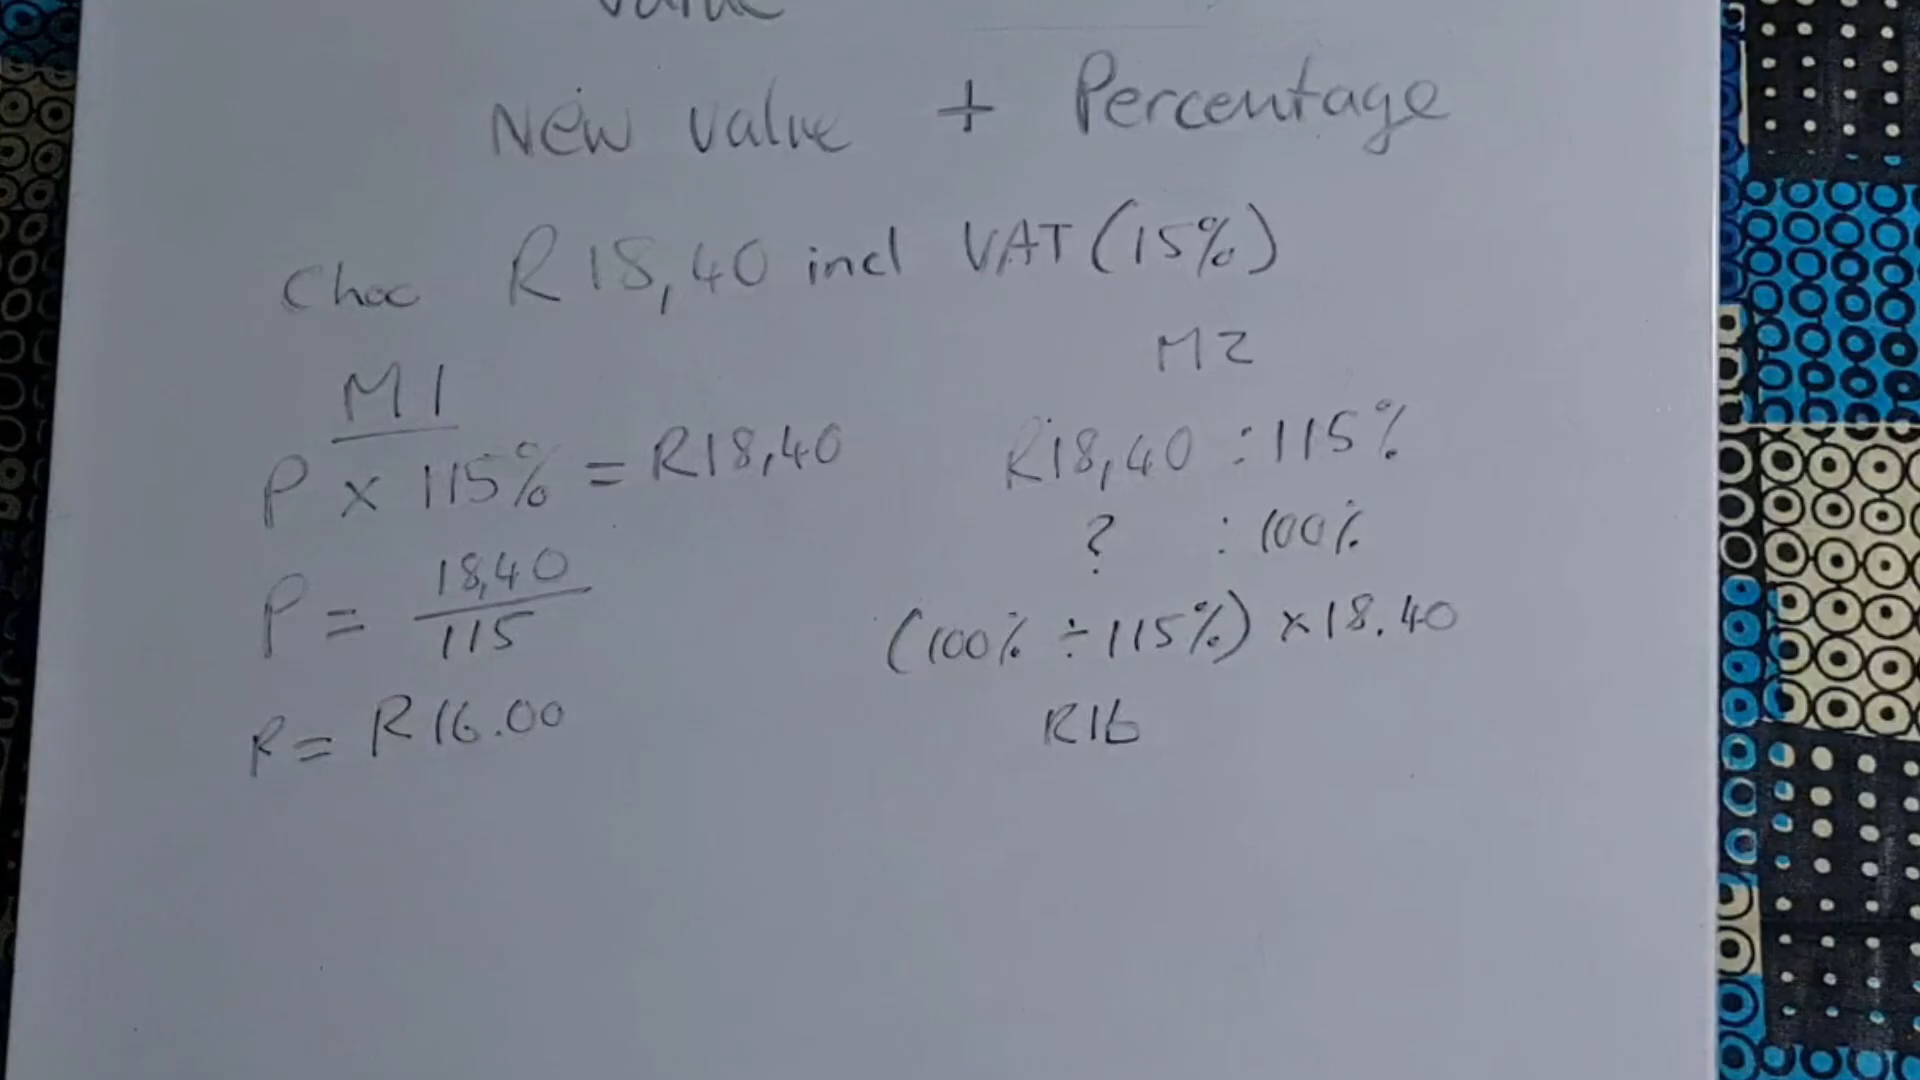 value
New value + Percentage
Choc R18,40 incl VAT (15%)
M1
P x 115% = R18,40
P = 18,40
115
P = R16.00
M2
R18,40 : 115%
? : 100%
(100% ÷ 115%) x 18.40
R16